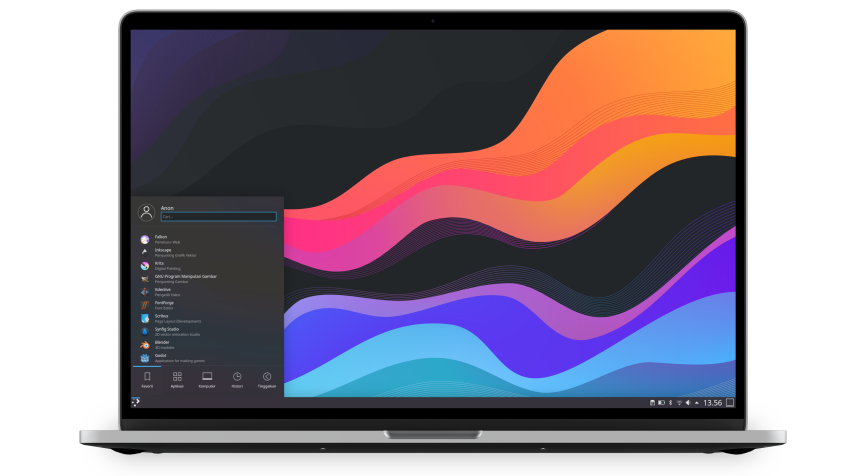 Anon
Cari...
Falkon
Penelusur Web
Inkscape
Penyunting Grafik Vektor
Krita
Digital Painting
GNU Program Manipulasi Gambar
Penyunting Gambar
Kdenlive
Penyunting Video
FontForge
Font Editor
Scribus
Page Layout Development
Synfig Studio
2D vector animation studio
Blender
3D modeler
Godot
Application for making games
Favorit Aplikasi Komputer Histori Tinggalkan
13.56